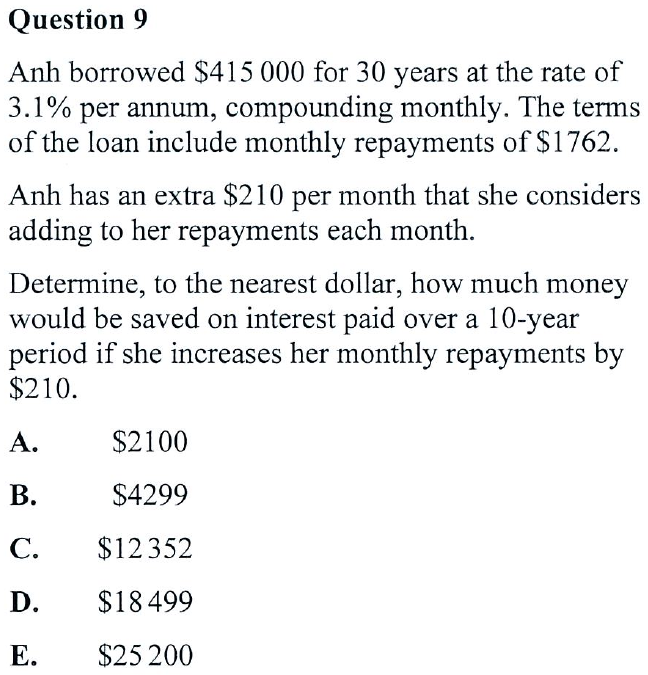 Question 9
Anh borrowed $415 000 for 30 years at the rate of
3.1% per annum, compounding monthly. The terms
of the loan include monthly repayments of $1762.
Anh has an extra $210 per month that she considers
adding to her repayments each month.
Determine, to the nearest dollar, how much money
would be saved on interest paid over a 10-year
period if she increases her monthly repayments by
$210.
A. $2100
B. $4299
C. $12 352
D. $18 499
E. $25 200